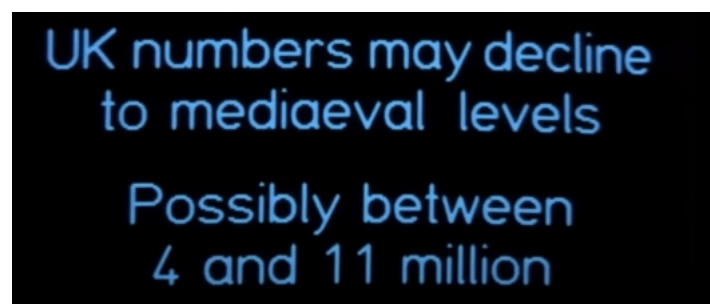 UK numbers may decline
to mediaeval levels
Possibly between
4 and 11 million